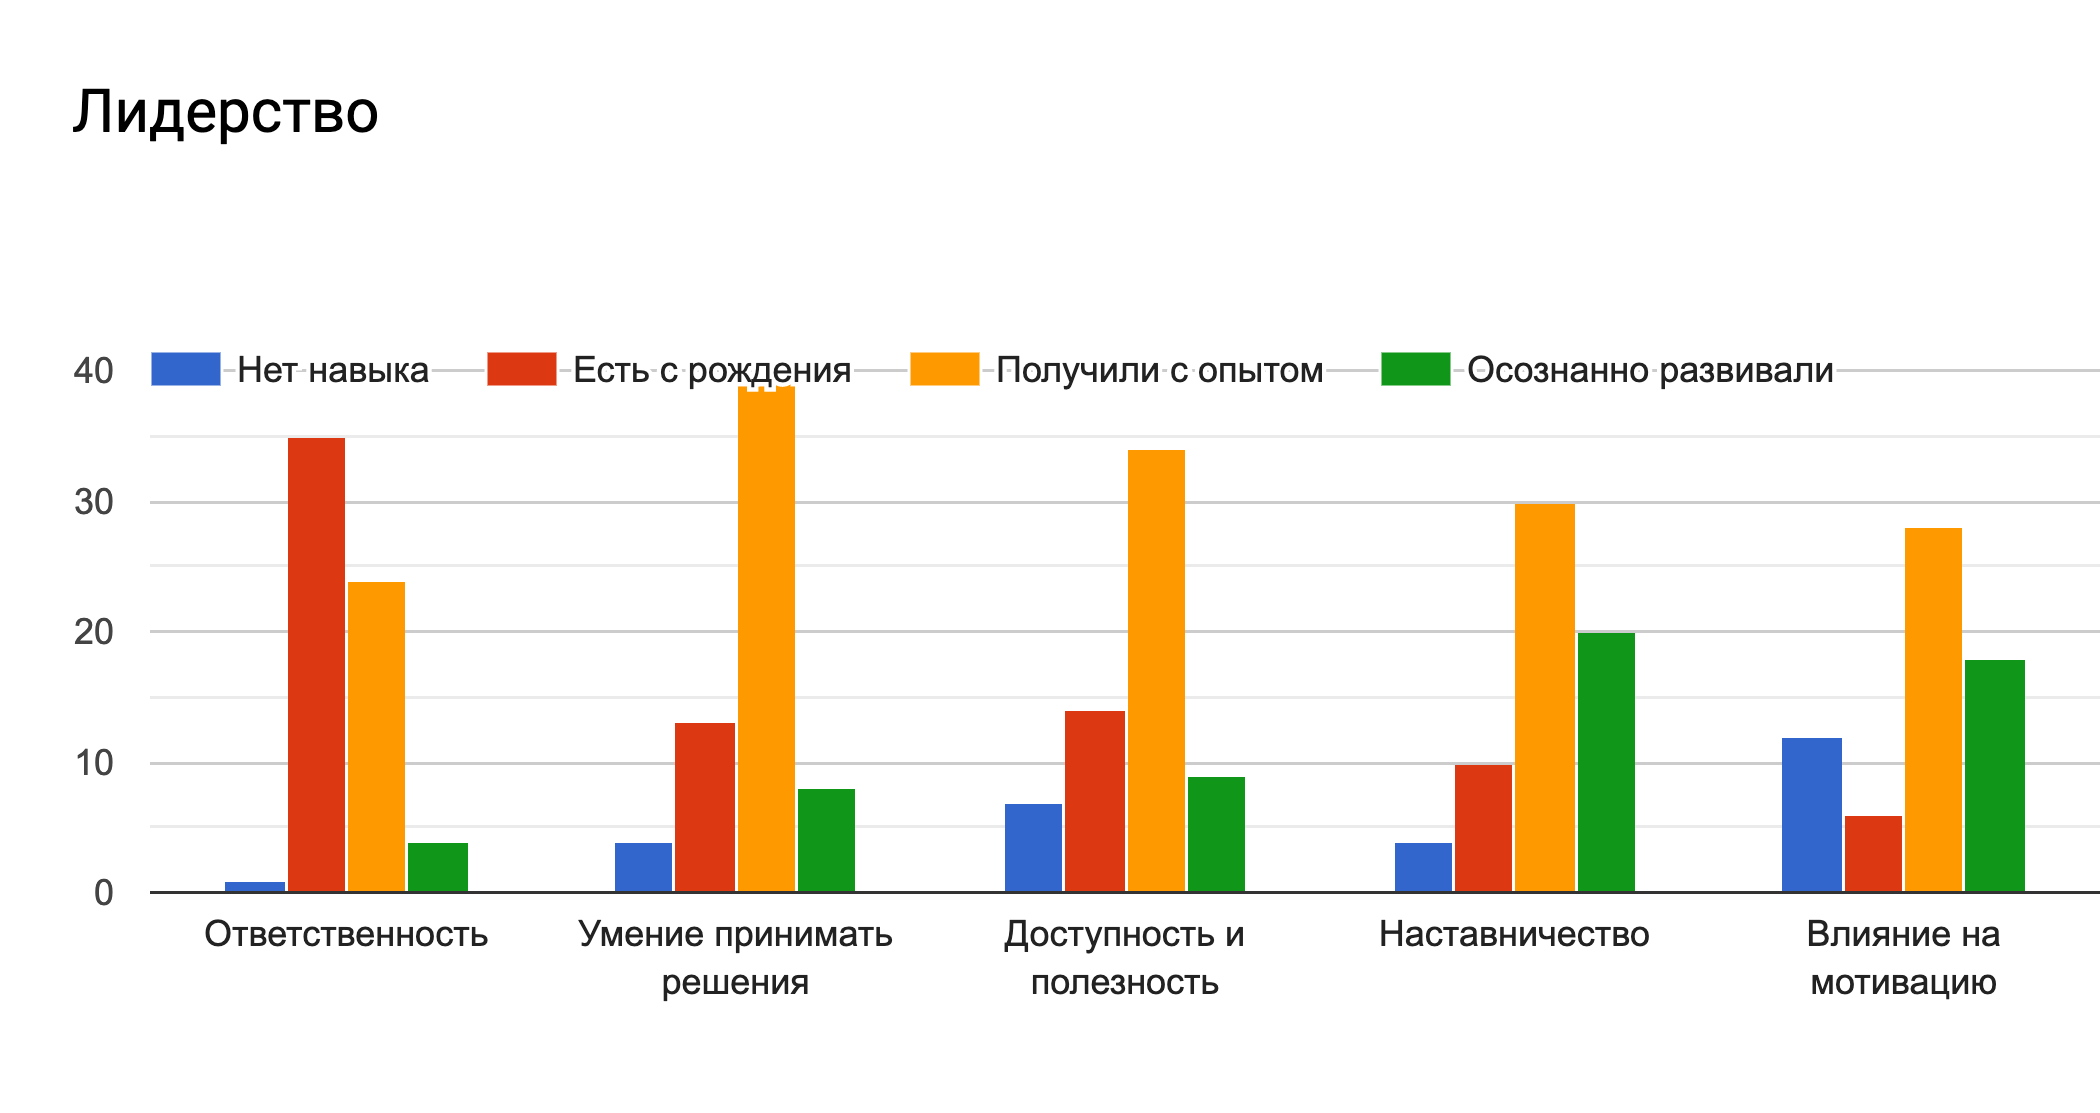 Лидерство
40
Нет навыка
Есть с рождения
Получили с опытом
Осознанно развивали
30
20
10
0
Ответственность
Умение принимать
решения
Доступность и
полезность
Наставничество
Влияние на
мотивацию